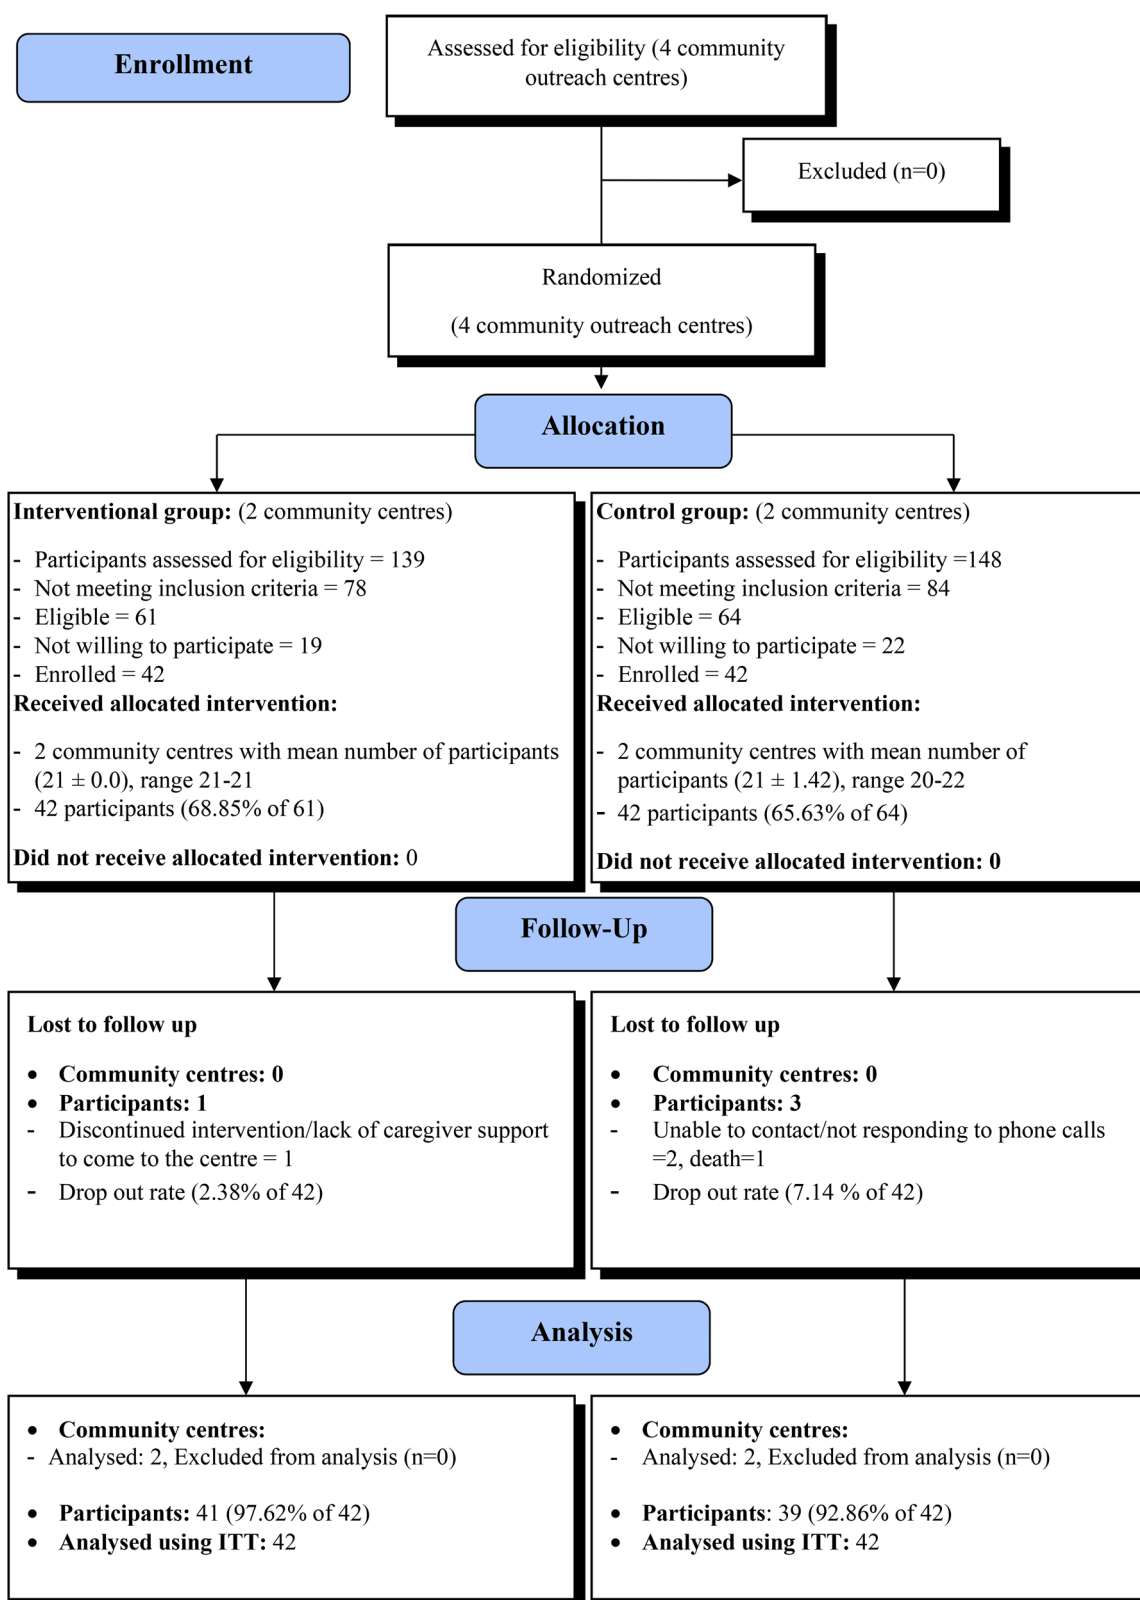 Enrollment
Assessed for eligibility (4 community
outreach centres)
Excluded (n=0)
Randomized
(4 community outreach centres)
Allocation
Interventional group: (2 community centres)
- Participants assessed for eligibility = 139
- Not meeting inclusion criteria = 78
- Eligible = 61
- Not willing to participate = 19
- Enrolled = 42
Received allocated intervention:
- 2 community centres with mean number of participants
(21 ± 0.0), range 21-21
- 42 participants (68.85% of 61)
Did not receive allocated intervention: 0
Control group: (2 community centres)
- Participants assessed for eligibility =148
- Not meeting inclusion criteria = 84
- Eligible = 64
- Not willing to participate = 22
- Enrolled = 42
Received allocated intervention:
- 2 community centres with mean number of
participants (21 ± 1.42), range 20-22
- 42 participants (65.63% of 64)
Did not receive allocated intervention: 0
Follow-Up
Lost to follow up
• Community centres: 0
• Participants: 1
- Discontinued intervention/lack of caregiver support
to come to the centre = 1
- Drop out rate (2.38% of 42)
Lost to follow up
• Community centres: 0
• Participants: 3
- Unable to contact/not responding to phone calls
=2, death=1
- Drop out rate (7.14 % of 42)
Analysis
• Community centres:
- Analysed: 2, Excluded from analysis (n=0)
• Participants: 41 (97.62% of 42)
• Analysed using ITT: 42
• Community centres:
- Analysed: 2, Excluded from analysis (n=0)
• Participants: 39 (92.86% of 42)
• Analysed using ITT: 42